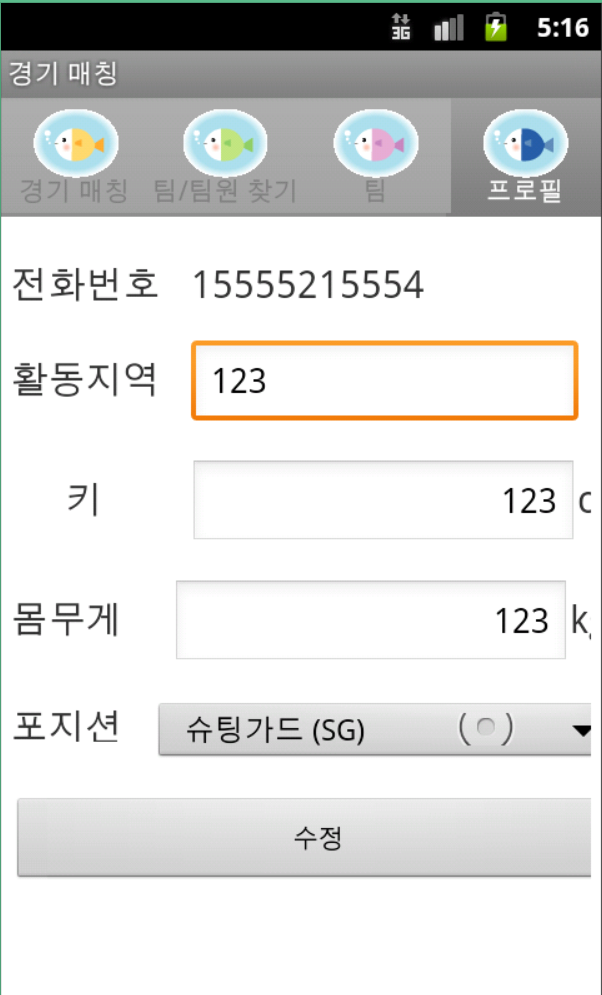 3G 5:16
경기 매칭
경기 매칭 팀/팀원 찾기 팀 프로필
전화번호 15555215554
활동지역 123
키 123 c
몸무게 123 k
포지션 슈팅가드 (SG)
수정